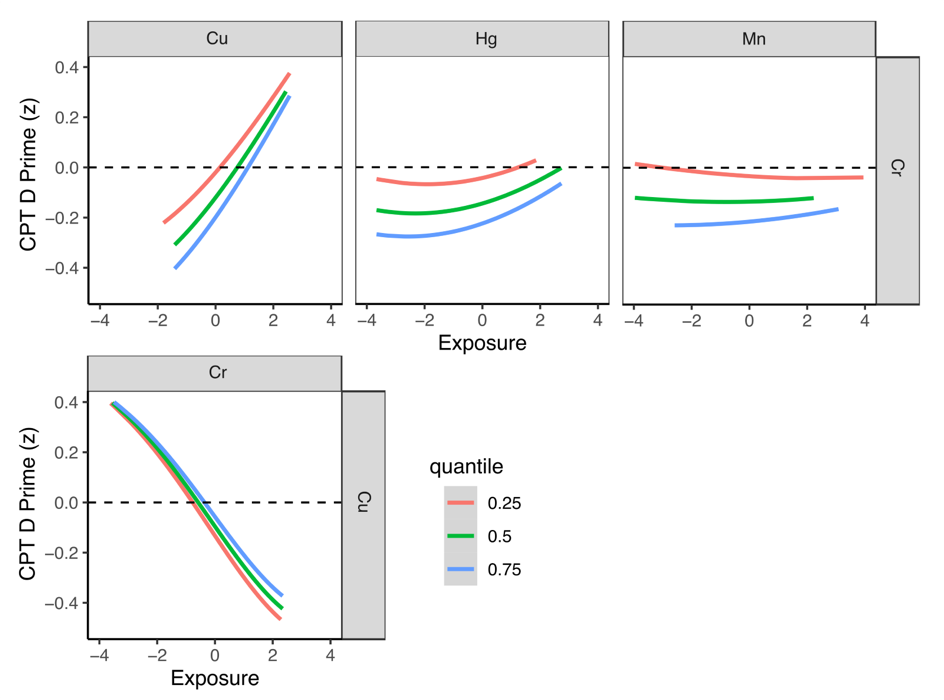 Cu Hg Mn
CPT D Prime (z)
0.4
0.2
0.0
−0.2
−0.4
Cr
−4 −2 0 2 4 −4 −2 0 2 4 −4 −2 0 2 4
Exposure
Cr
CPT D Prime (z)
0.4
0.2
0.0
−0.2
−0.4
Cu
−4 −2 0 2 4
Exposure
quantile
0.25
0.5
0.75